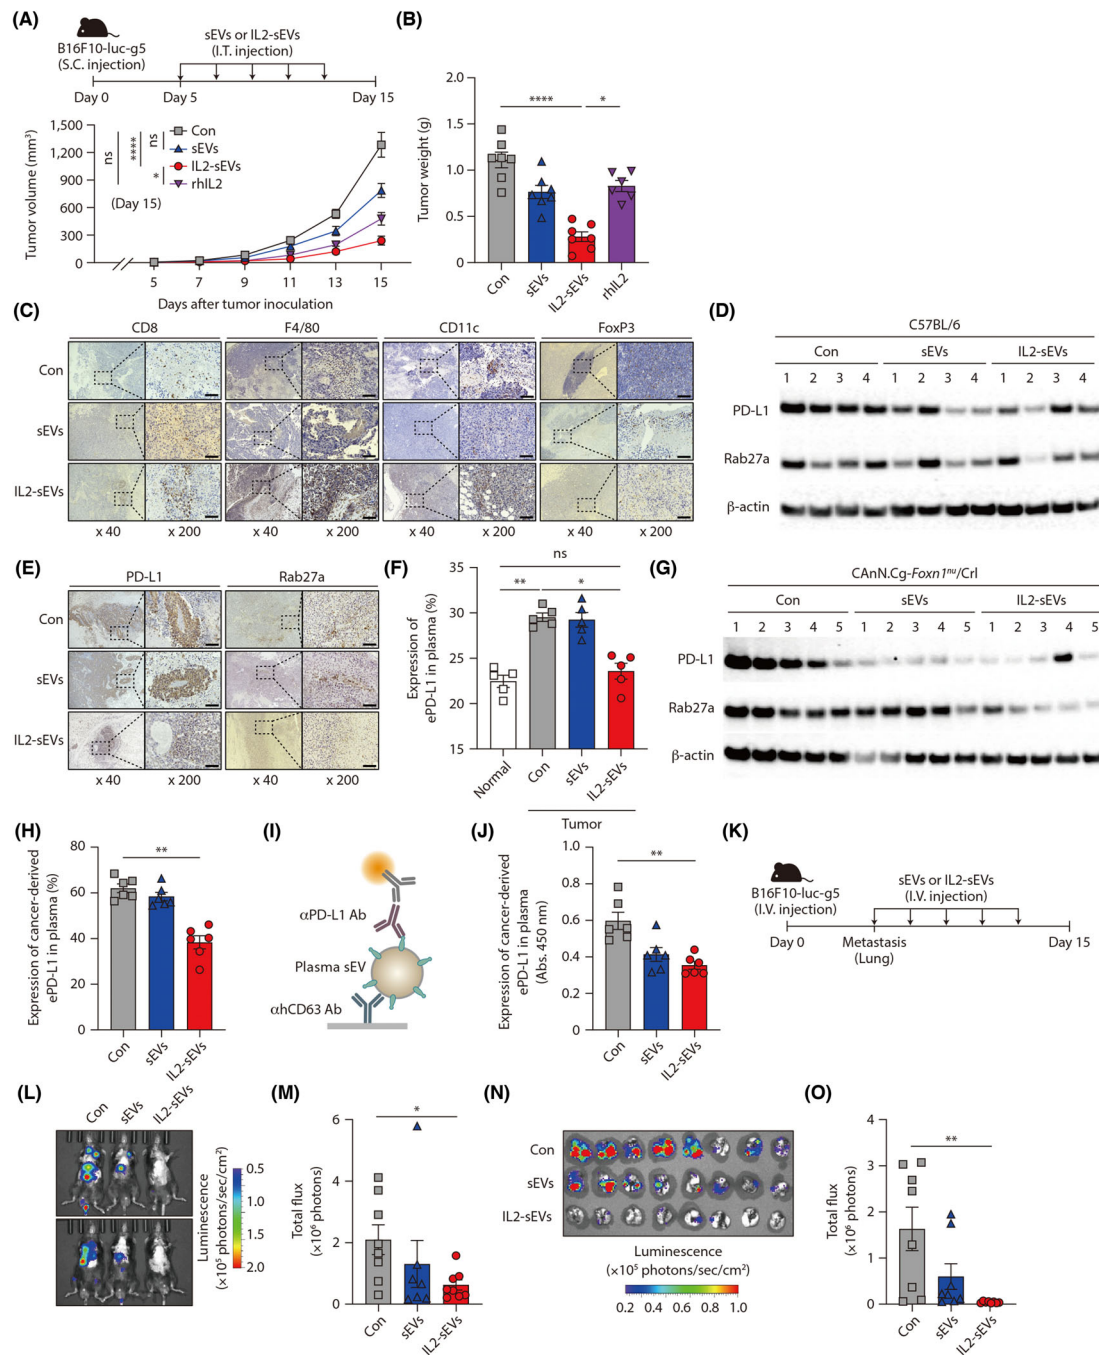 (A)
B16F10-luc-g5
(S.C. injection)
sEVs or IL2-sEVs
(I.T. injection)
Day 0
Day 5
Day 15
Tumor volume (mm³)
1,500
1,200
900
600
300
0
ns
****
ns
*
Con
sEVs
IL2-sEVs
rhIL2
(Day 15)
5 7 9 11 13 15
Days after tumor inoculation
(B)
Tumor weight (g)
2.0
1.5
1.0
0.5
0.0
**** *
Con sEVs IL2-sEVs rhIL2
(C)
CD8 F4/80 CD11c FoxP3
Con
sEVs
IL2-sEVs
x 40 x 200 x 40 x 200 x 40 x 200 x 40 x 200
(D)
C57BL/6
Con sEVs IL2-sEVs
1 2 3 4 1 2 3 4 1 2 3 4
PD-L1
Rab27a
β-actin
(E)
PD-L1 Rab27a
Con
sEVs
IL2-sEVs
x 40 x 200 x 40 x 200
(F)
Expression of
ePD-L1 in plasma (%)
35
30
25
20
15
ns
** *
Normal Con sEVs IL2-sEVs
Tumor
(G)
CAnN.Cg-Foxn1ⁿᵘ/Crl
Con sEVs IL2-sEVs
1 2 3 4 5 1 2 3 4 5 1 2 3 4 5
PD-L1
Rab27a
β-actin
(H)
Expression of cancer-derived
ePD-L1 in plasma (%)
80
60
40
20
0
**
Con sEVs IL2-sEVs
(I)
αPD-L1 Ab
Plasma sEV
αhCD63 Ab
(J)
Expression of cancer-derived
ePD-L1 in plasma
(Abs. 450 nm)
1.0
0.8
0.6
0.4
0.2
0.0
**
Con sEVs IL2-sEVs
(K)
B16F10-luc-g5
(I.V. injection)
sEVs or IL2-sEVs
(I.V. injection)
Day 0
Metastasis
(Lung)
Day 15
(L)
Con sEVs IL2-sEVs
0.5
1.0
1.5
2.0
Luminescence
(×10⁵ photons/sec/cm²)
(M)
Total flux
(×10⁶ photons)
6
4
2
0
*
Con sEVs IL2-sEVs
(N)
Con
sEVs
IL2-sEVs
Luminescence
(×10⁵ photons/sec/cm²)
0.2 0.4 0.6 0.8 1.0
(O)
Total flux
(×10⁶ photons)
4
3
2
1
0
**
Con sEVs IL2-sEVs